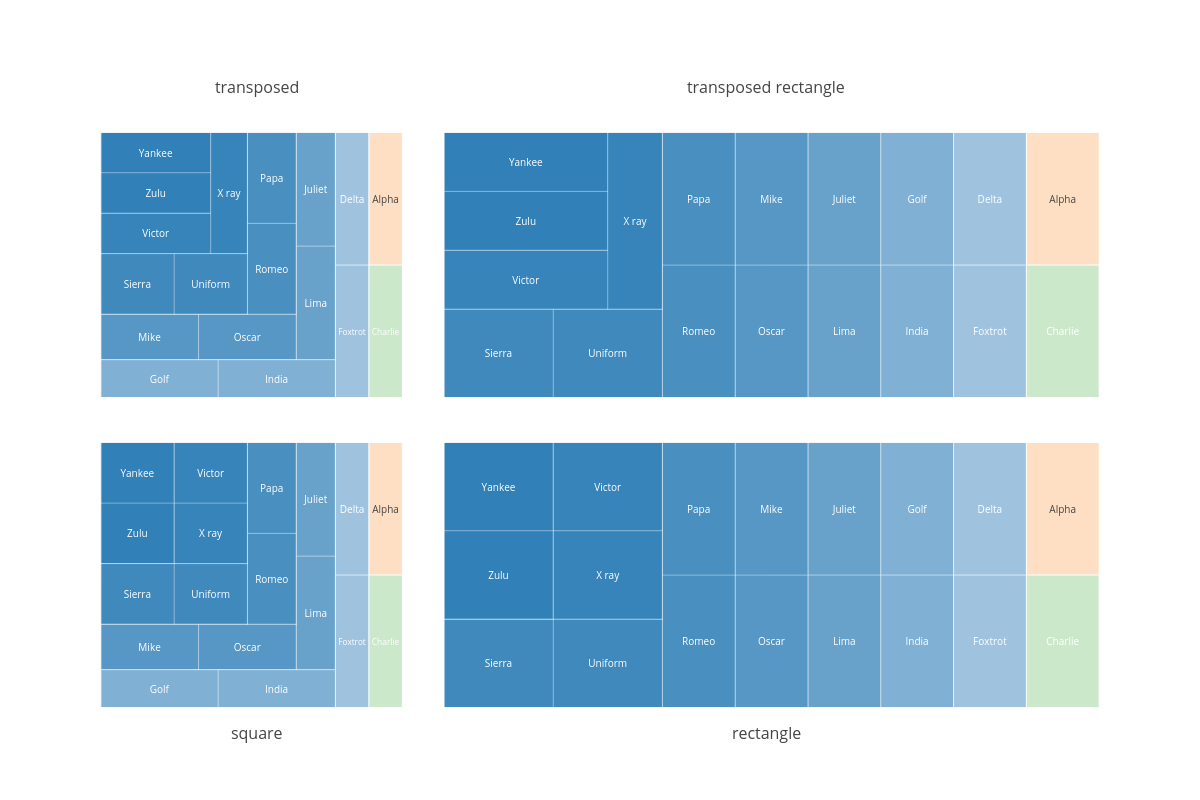 transposed
transposed rectangle
Yankee
Zulu
Victor
X ray
Sierra
Uniform
Papa
Romeo
Mike
Oscar
Juliet
Lima
Golf
India
Delta
Foxtrot
Alpha
Charlie
Yankee
Zulu
Victor
X ray
Sierra
Uniform
Papa
Romeo
Mike
Oscar
Juliet
Lima
Golf
India
Delta
Foxtrot
Alpha
Charlie
Yankee
Victor
Zulu
X ray
Sierra
Uniform
Papa
Romeo
Mike
Oscar
Juliet
Lima
Golf
India
Delta
Foxtrot
Alpha
Charlie
Yankee
Victor
Zulu
X ray
Sierra
Uniform
Papa
Romeo
Mike
Oscar
Juliet
Lima
Golf
India
Delta
Foxtrot
Alpha
Charlie
square
rectangle